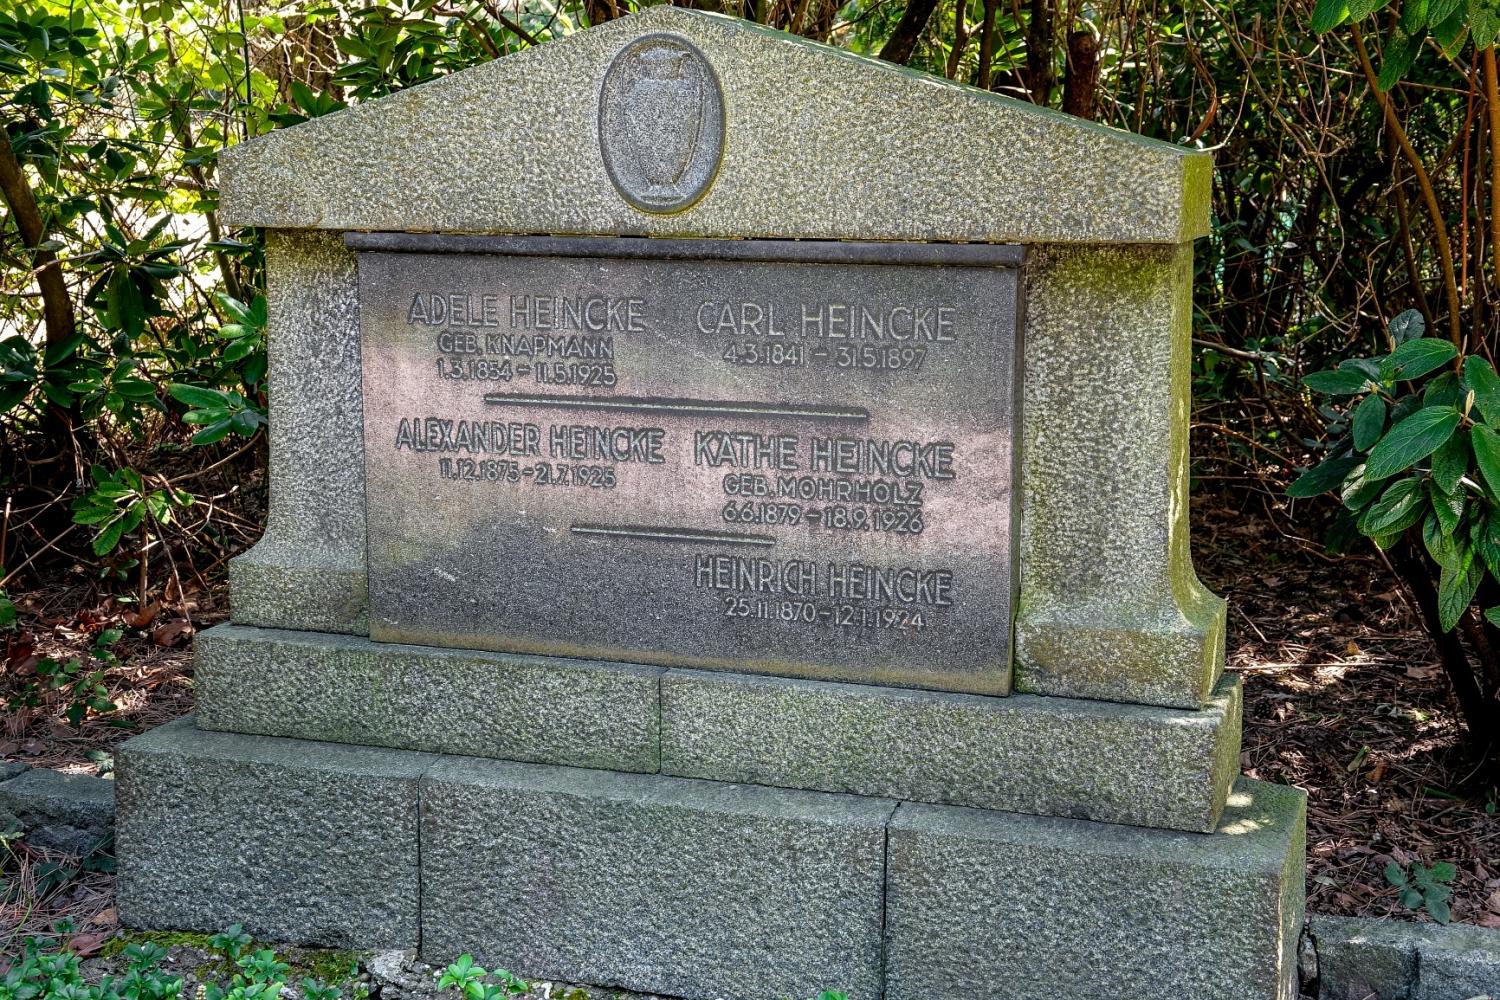 ADELE HEINCKE
GEB. KNAPMANN
1.3.1854 - 11.5.1925
CARL HEINCKE
4.3.1841 - 31.5.1897
ALEXANDER HEINCKE
11.12.1875 - 21.7.1925
KATHE HEINCKE
GEB. MOHRHOLZ
6.6.1879 - 18.9.1926
HEINRICH HEINCKE
25.11.1870 - 12.1.1924